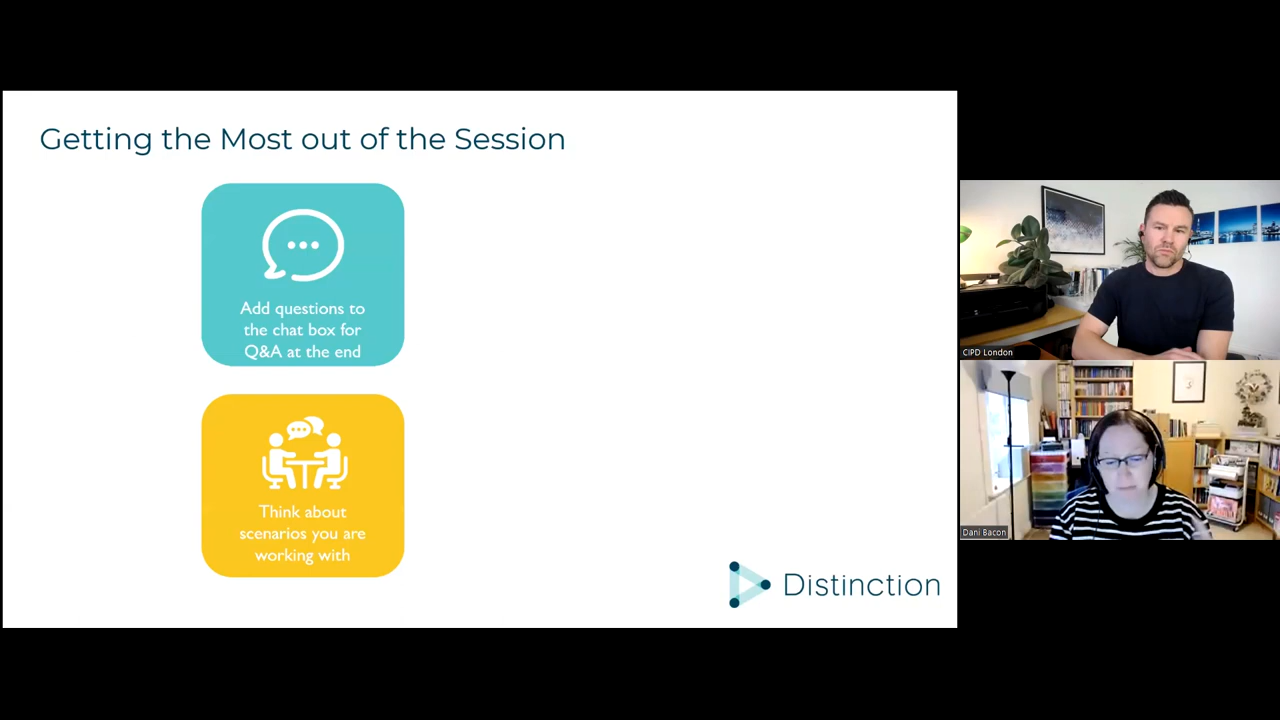 Getting the Most out of the Session
Add questions to
the chat box for
Q&A at the end
Think about
scenarios you are
working with
Distinction
CIPD London
Dani Bacon